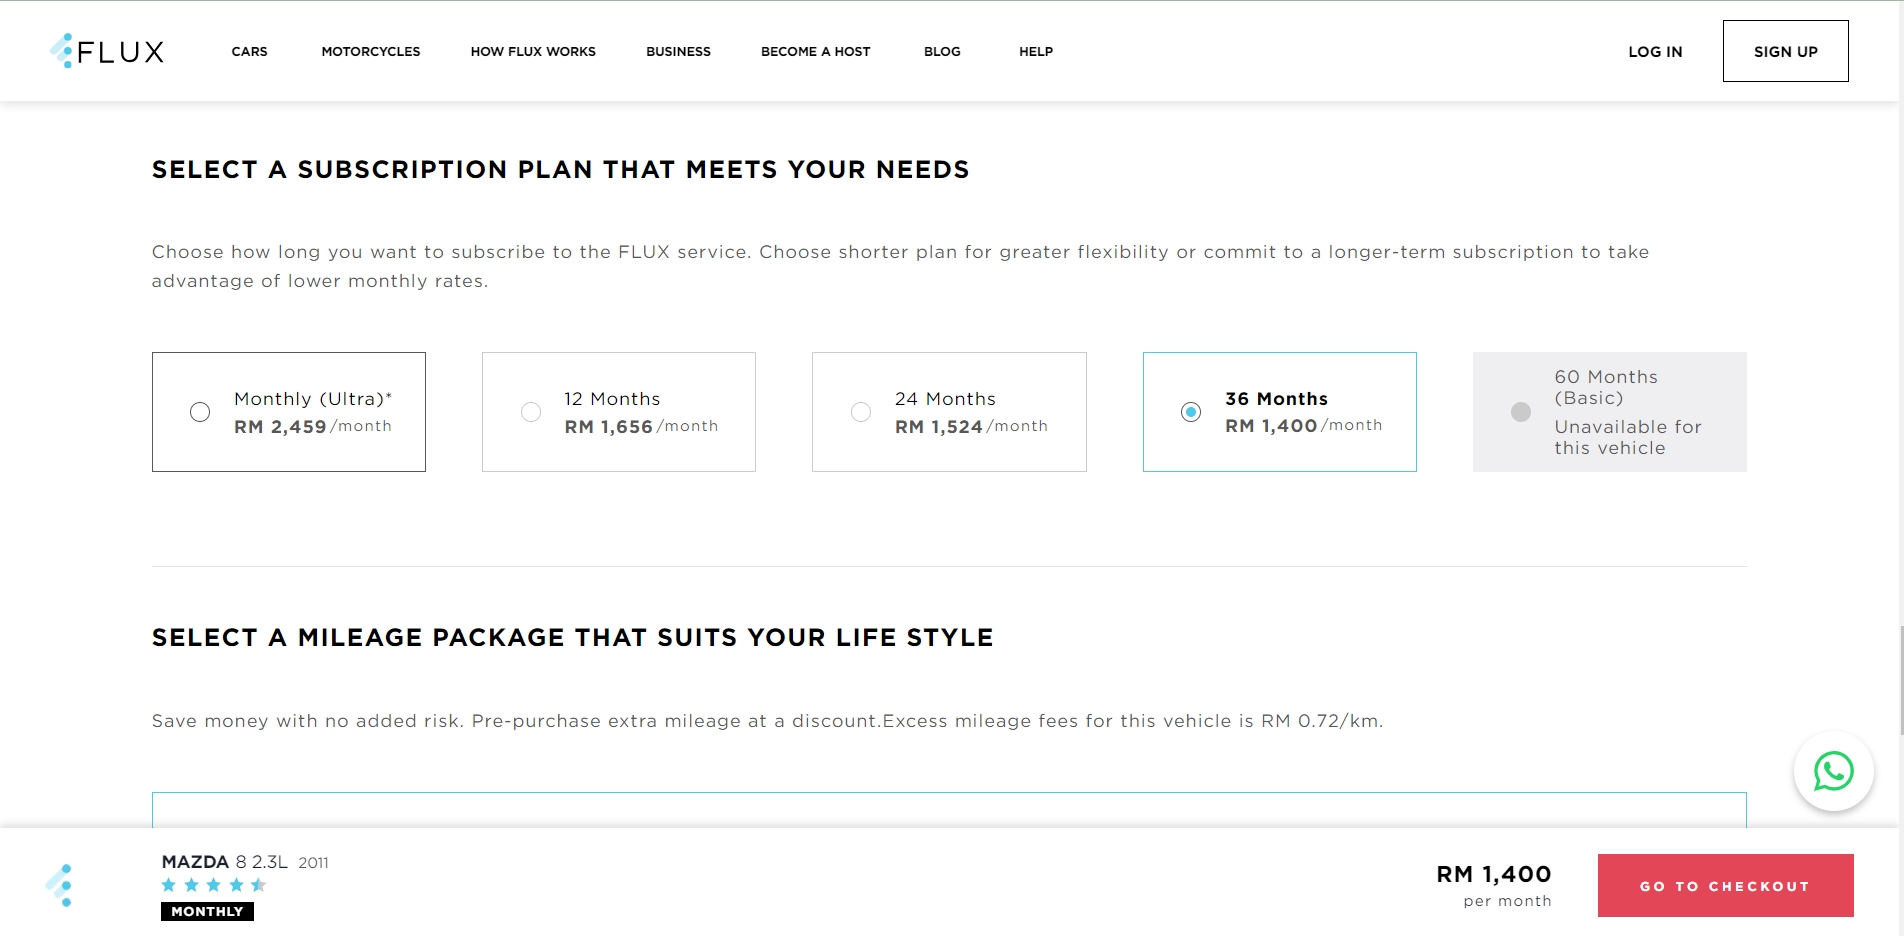 FLUX
CARS
MOTORCYCLES
HOW FLUX WORKS
BUSINESS
BECOME A HOST
BLOG
HELP
LOG IN
SIGN UP
SELECT A SUBSCRIPTION PLAN THAT MEETS YOUR NEEDS
Choose how long you want to subscribe to the FLUX service. Choose shorter plan for greater flexibility or commit to a longer-term subscription to take
advantage of lower monthly rates.
Monthly (Ultra)*
RM 2,459/month
12 Months
RM 1,656/month
24 Months
RM 1,524/month
36 Months
RM 1,400/month
60 Months
(Basic)
Unavailable for
this vehicle
SELECT A MILEAGE PACKAGE THAT SUITS YOUR LIFE STYLE
Save money with no added risk. Pre-purchase extra mileage at a discount.Excess mileage fees for this vehicle is RM 0.72/km.
MAZDA 8 2.3L 2011
MONTHLY
RM 1,400
per month
GO TO CHECKOUT